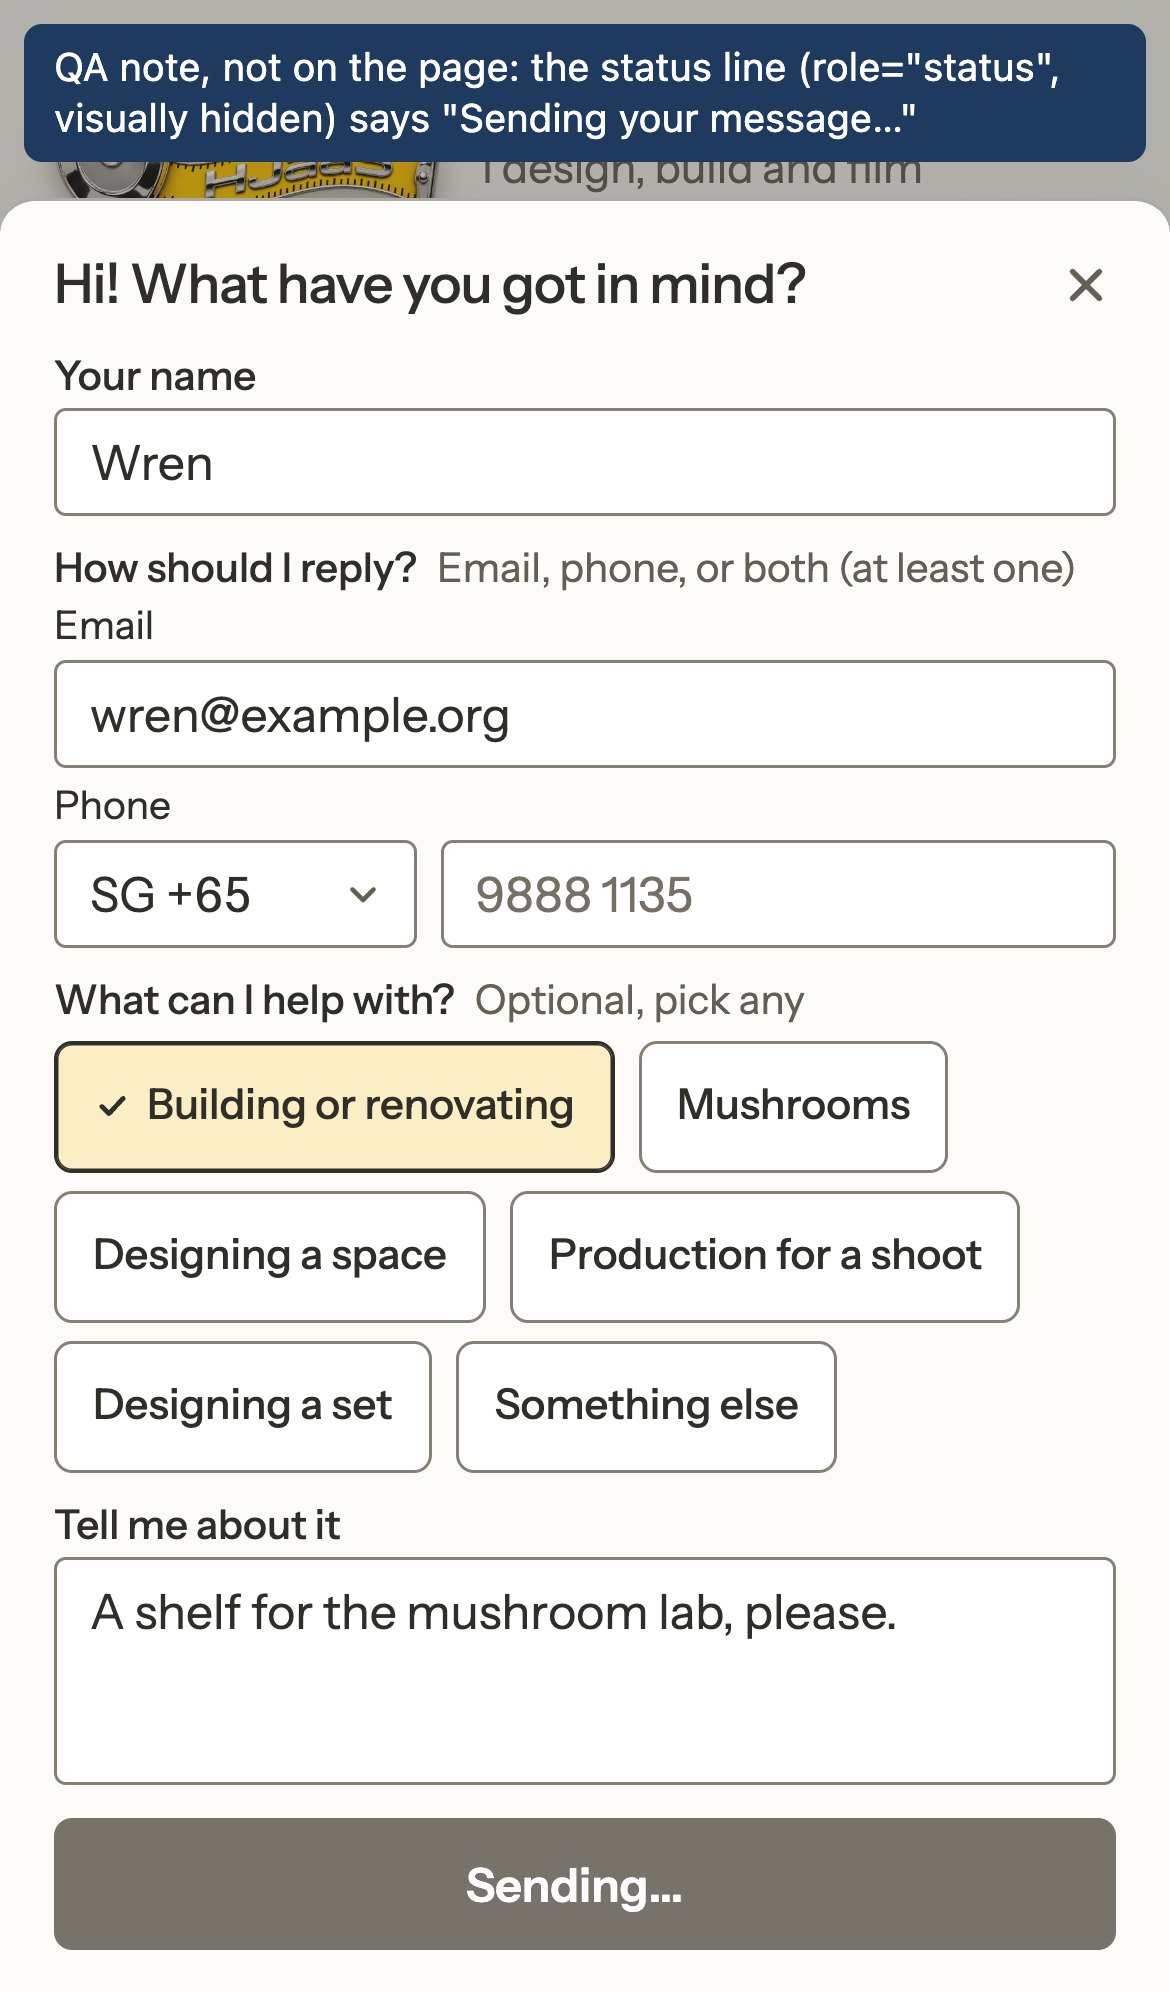 QA note, not on the page: the status line (role="status",
visually hidden) says "Sending your message..."
HJaas
I design, build and film
Hi! What have you got in mind?
Your name
Wren
How should I reply? Email, phone, or both (at least one)
Email
wren@example.org
Phone
SG +65
9888 1135
What can I help with? Optional, pick any
Building or renovating
Mushrooms
Designing a space
Production for a shoot
Designing a set
Something else
Tell me about it
A shelf for the mushroom lab, please.
Sending...